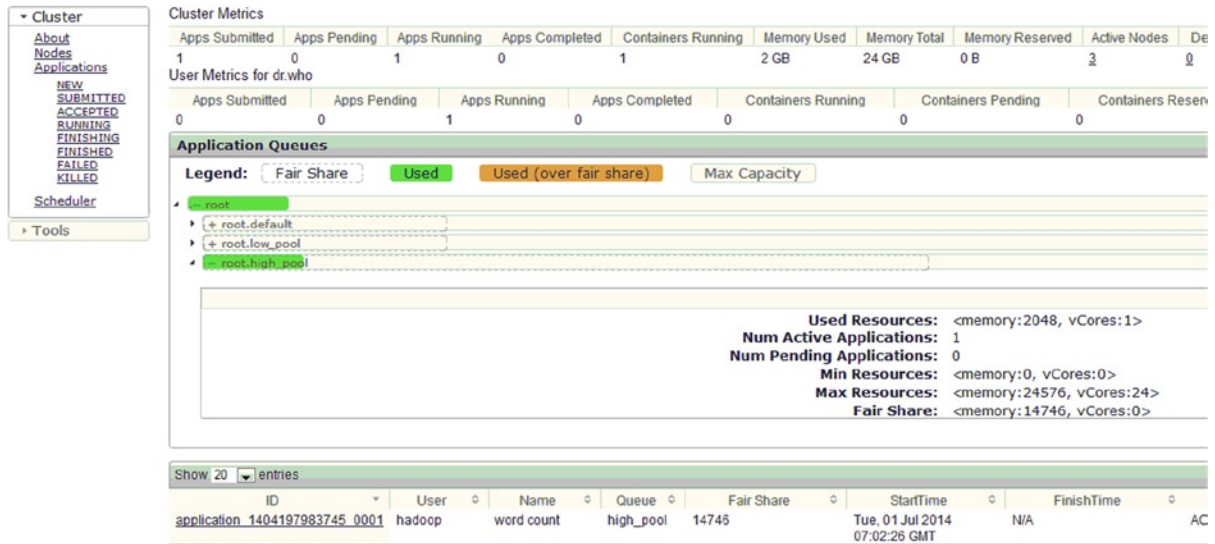 Cluster
About
Nodes
Applications
NEW
SUBMITTED
ACCEPTED
RUNNING
FINISHING
FINISHED
FAILED
KILLED
Scheduler
Tools
Cluster Metrics
Apps Submitted Apps Pending Apps Running Apps Completed Containers Running Memory Used Memory Total Memory Reserved Active Nodes De
1 0 1 0 1 2 GB 24 GB 0 B 3 0
User Metrics for dr.who
Apps Submitted Apps Pending Apps Running Apps Completed Containers Running Containers Pending Containers Reserv
0 0 1 0 0 0 0
Application Queues
Legend: Fair Share Used Used (over fair share) Max Capacity
- root
+ root.default
+ root.low_pool
- root.high_pool
Used Resources: <memory:2048, vCores:1>
Num Active Applications: 1
Num Pending Applications: 0
Min Resources: <memory:0, vCores:0>
Max Resources: <memory:24576, vCores:24>
Fair Share: <memory:14746, vCores:0>
Show 20 entries
ID User Name Queue Fair Share StartTime FinishTime
application_1404197983745_0001 hadoop word count high_pool 14746 Tue, 01 Jul 2014 N/A AC
07:02:26 GMT